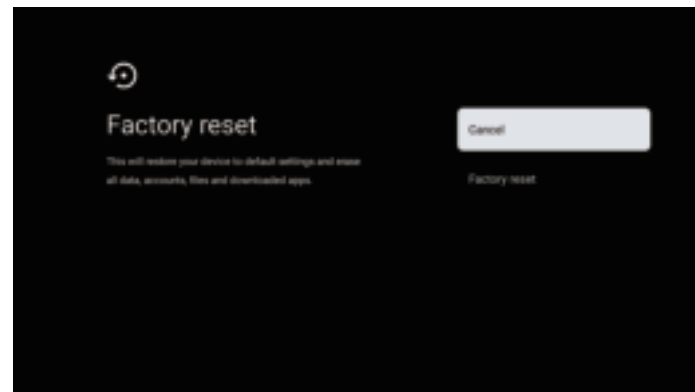 Factory reset
This will restore your device to default settings and erase
all data, accounts, files and downloaded apps.
Cancel
Factory reset